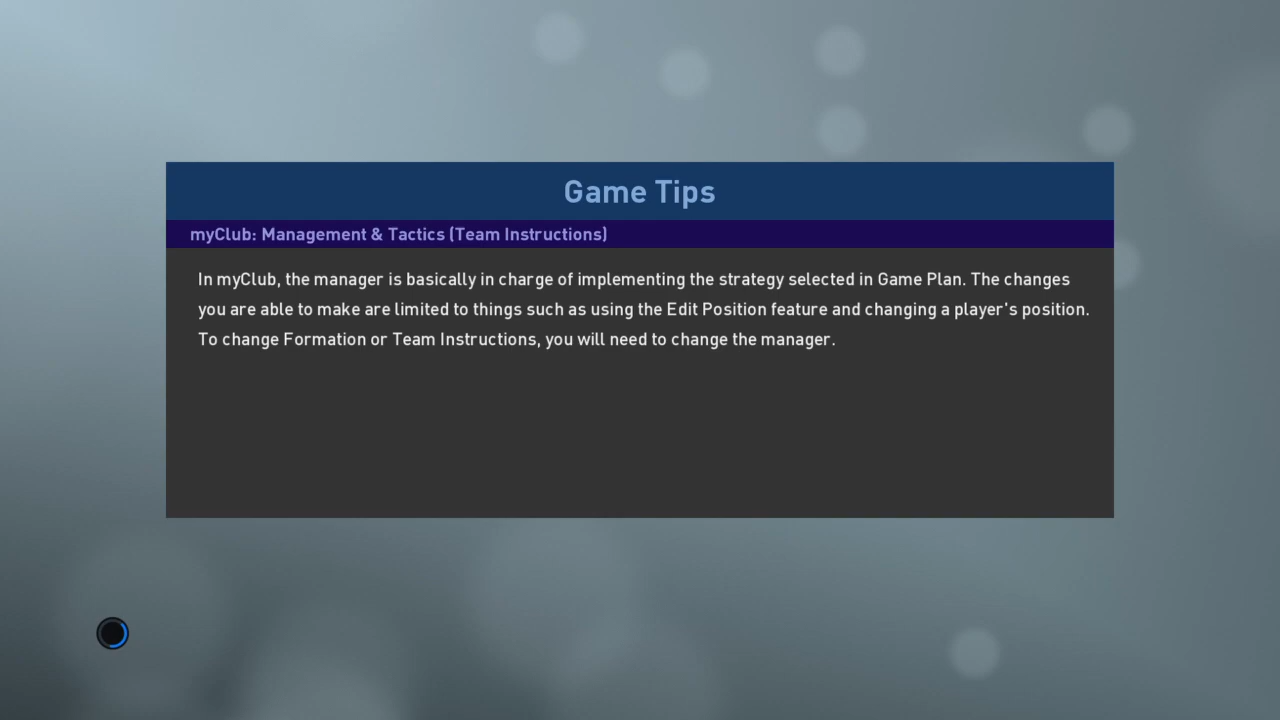 Game Tips
myClub: Management & Tactics (Team Instructions)
In myClub, the manager is basically in charge of implementing the strategy selected in Game Plan. The changes
you are able to make are limited to things such as using the Edit Position feature and changing a player's position.
To change Formation or Team Instructions, you will need to change the manager.